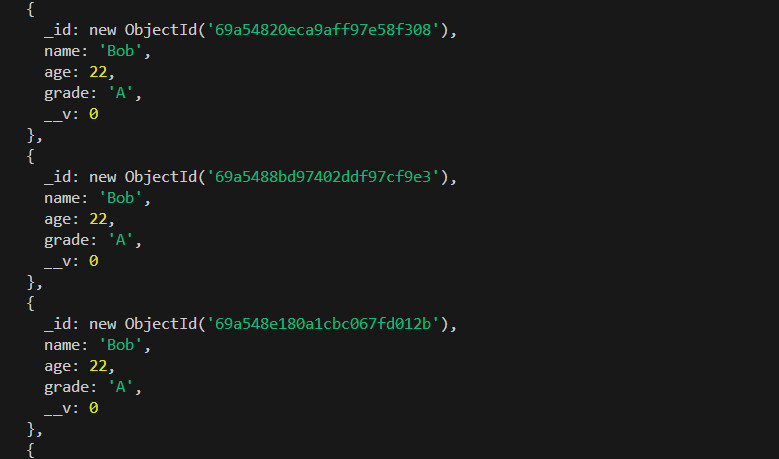 {
_id: new ObjectId('69a54820eca9aff97e58f308'),
name: 'Bob',
age: 22,
grade: 'A',
__v: 0
},
{
_id: new ObjectId('69a5488bd97402ddf97cf9e3'),
name: 'Bob',
age: 22,
grade: 'A',
__v: 0
},
{
_id: new ObjectId('69a548e180a1cbc067fd012b'),
name: 'Bob',
age: 22,
grade: 'A',
__v: 0
},
{